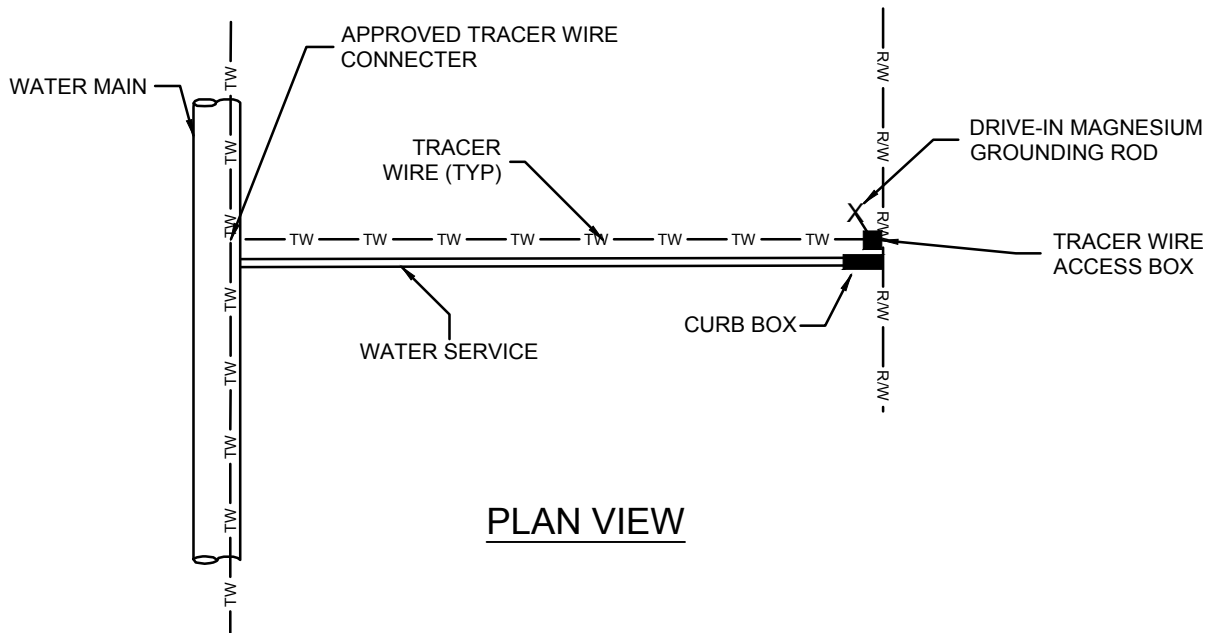 APPROVED TRACER WIRE
CONNECTER
WATER MAIN
TRACER
WIRE (TYP)
DRIVE-IN MAGNESIUM
GROUNDING ROD
TRACER WIRE
ACCESS BOX
CURB BOX
WATER SERVICE
PLAN VIEW
TW
TW
TW
TW
TW
TW
TW
TW
TW TW TW TW TW TW TW TW
R/W
R/W
R/W
R/W
R/W
X